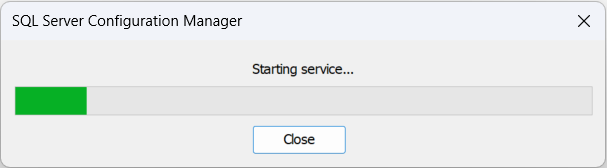 SQL Server Configuration Manager
Starting service...
Close